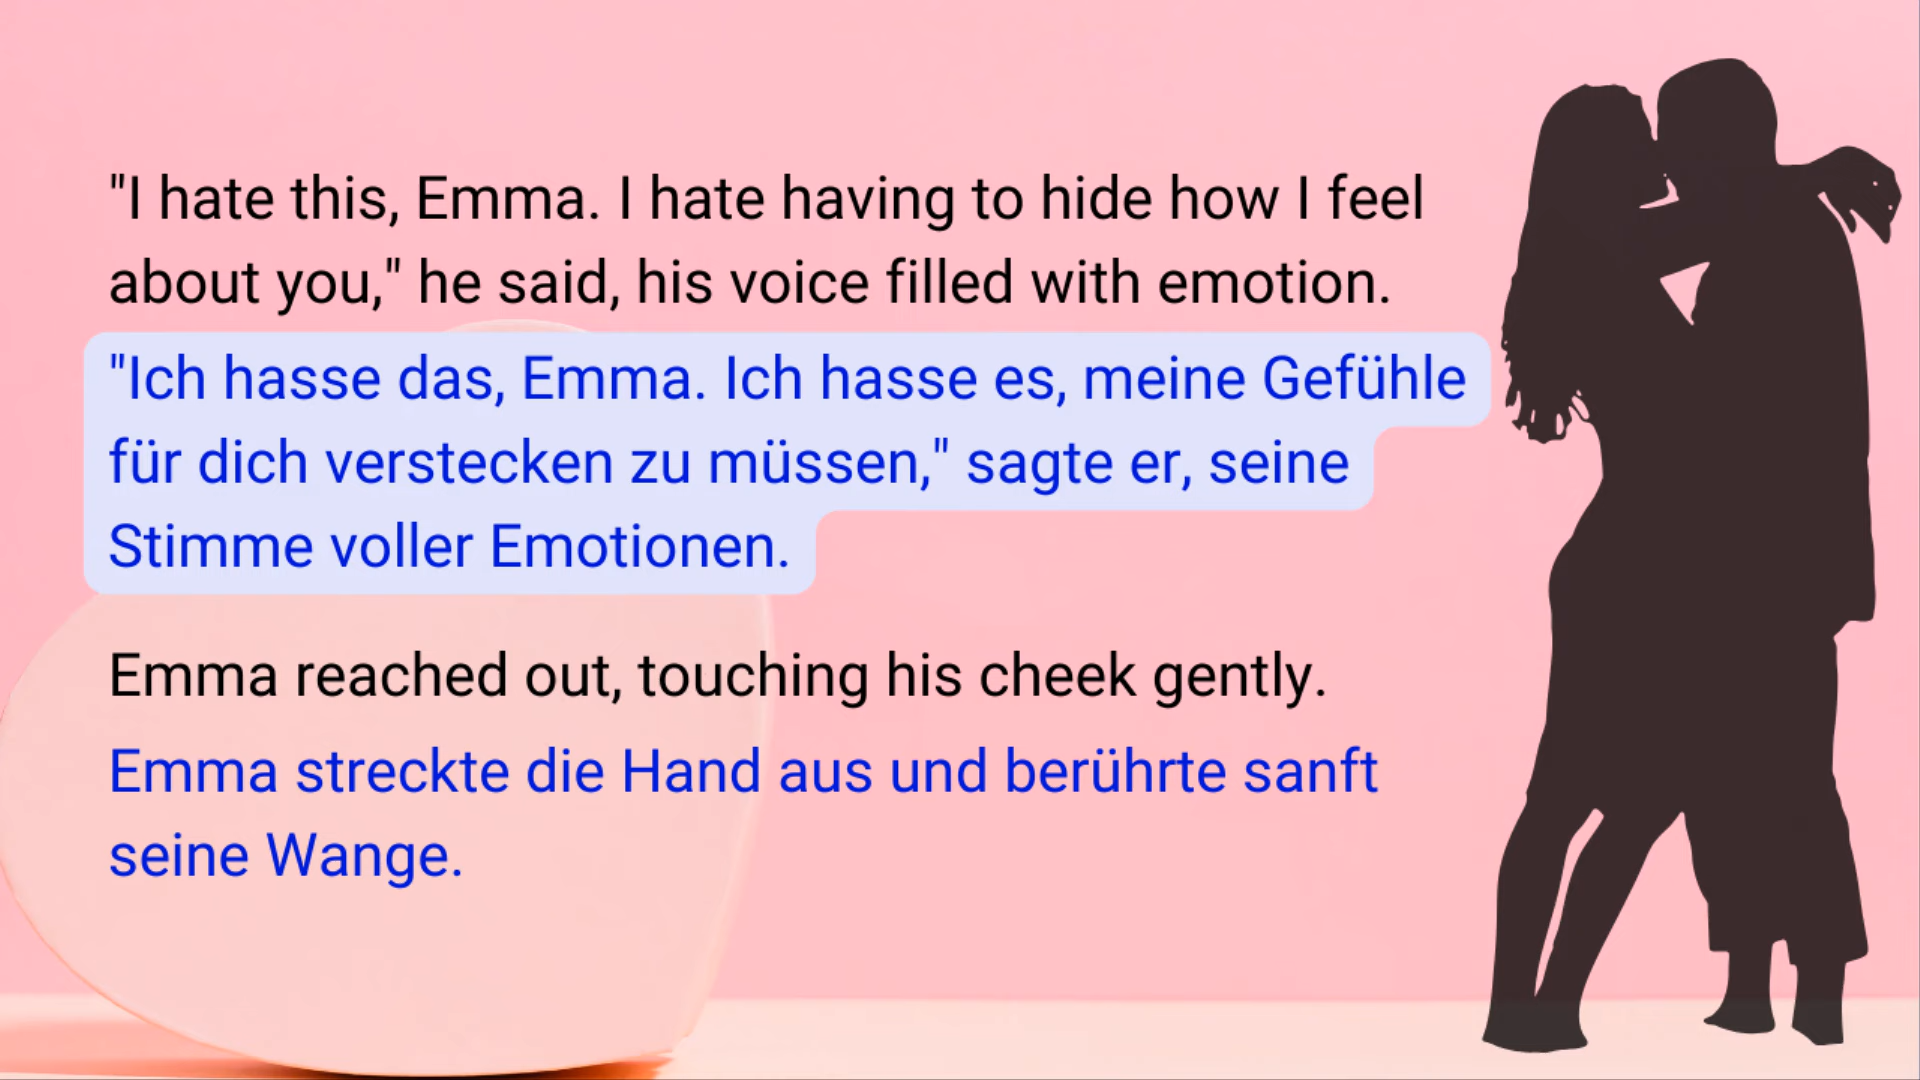 "I hate this, Emma. I hate having to hide how I feel
about you," he said, his voice filled with emotion.
"Ich hasse das, Emma. Ich hasse es, meine Gefühle
für dich verstecken zu müssen," sagte er, seine
Stimme voller Emotionen.
Emma reached out, touching his cheek gently.
Emma streckte die Hand aus und berührte sanft
seine Wange.